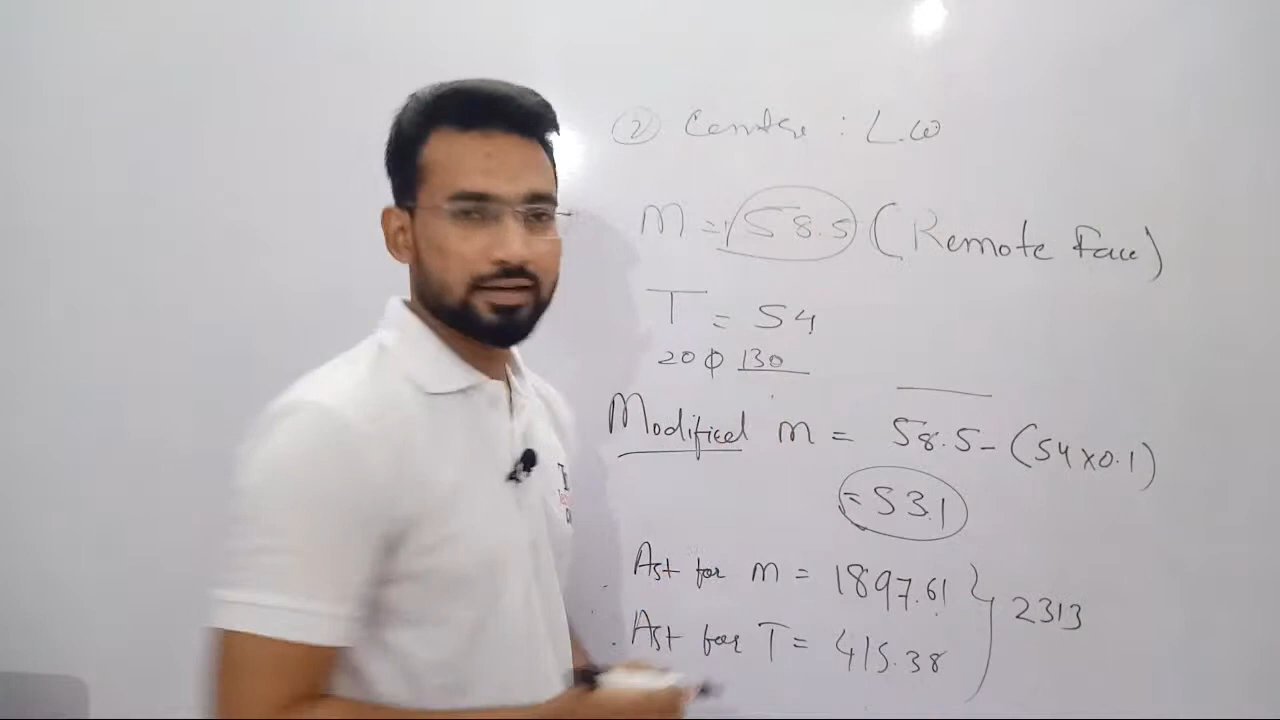 ② Centre : L.W
M = 58.5 (Remote Face)
T = 54
20 ϕ 130
Modified M = 58.5 - (54 x 0.1)
= 53.1
Ast for M = 1897.61
Ast for T = 415.38
2313